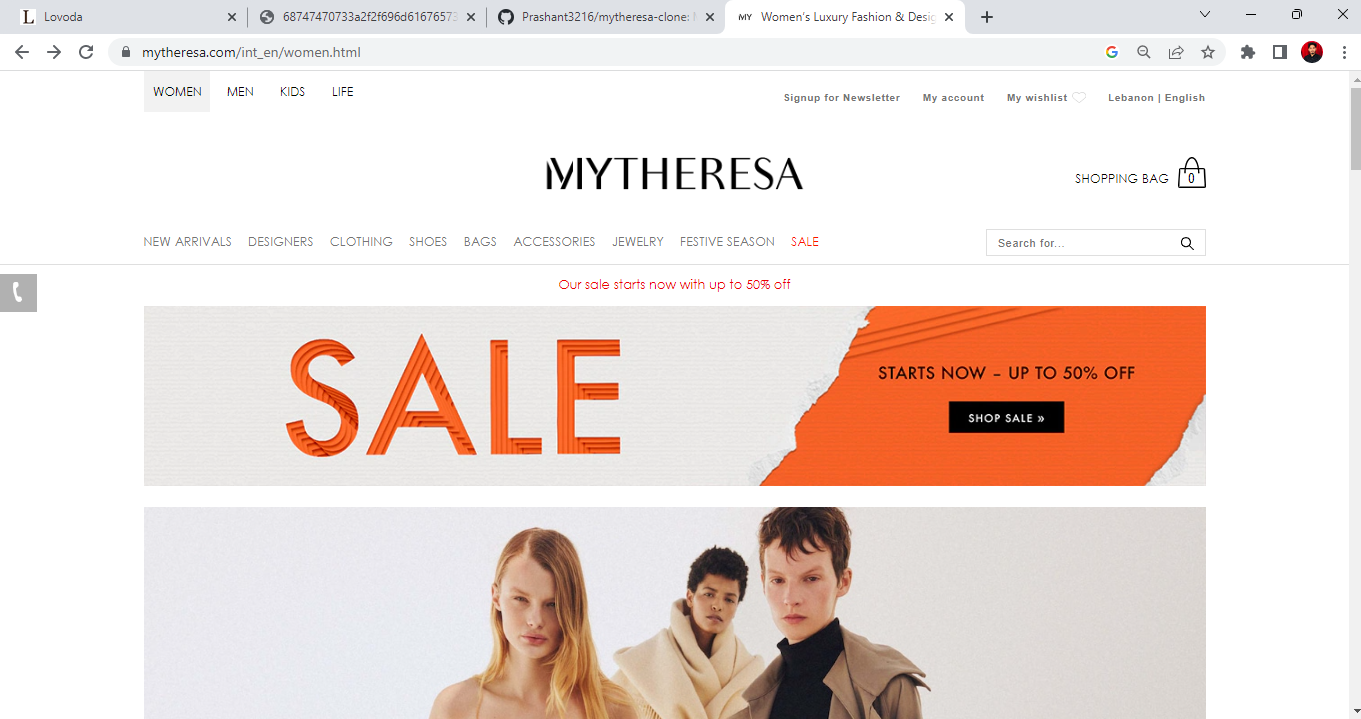 Lovoda
68747470733a2f2f696d6167657573
Prashant3216/mytheresa-clone:
MY Women's Luxury Fashion & Desig
mytheresa.com/int_en/women.html
WOMEN MEN KIDS LIFE
Signup for Newsletter My account My wishlist Lebanon | English
MYTHERESA
SHOPPING BAG 0
NEW ARRIVALS DESIGNERS CLOTHING SHOES BAGS ACCESSORIES JEWELRY FESTIVE SEASON SALE
Search for...
Our sale starts now with up to 50% off
SALE
STARTS NOW – UP TO 50% OFF
SHOP SALE »